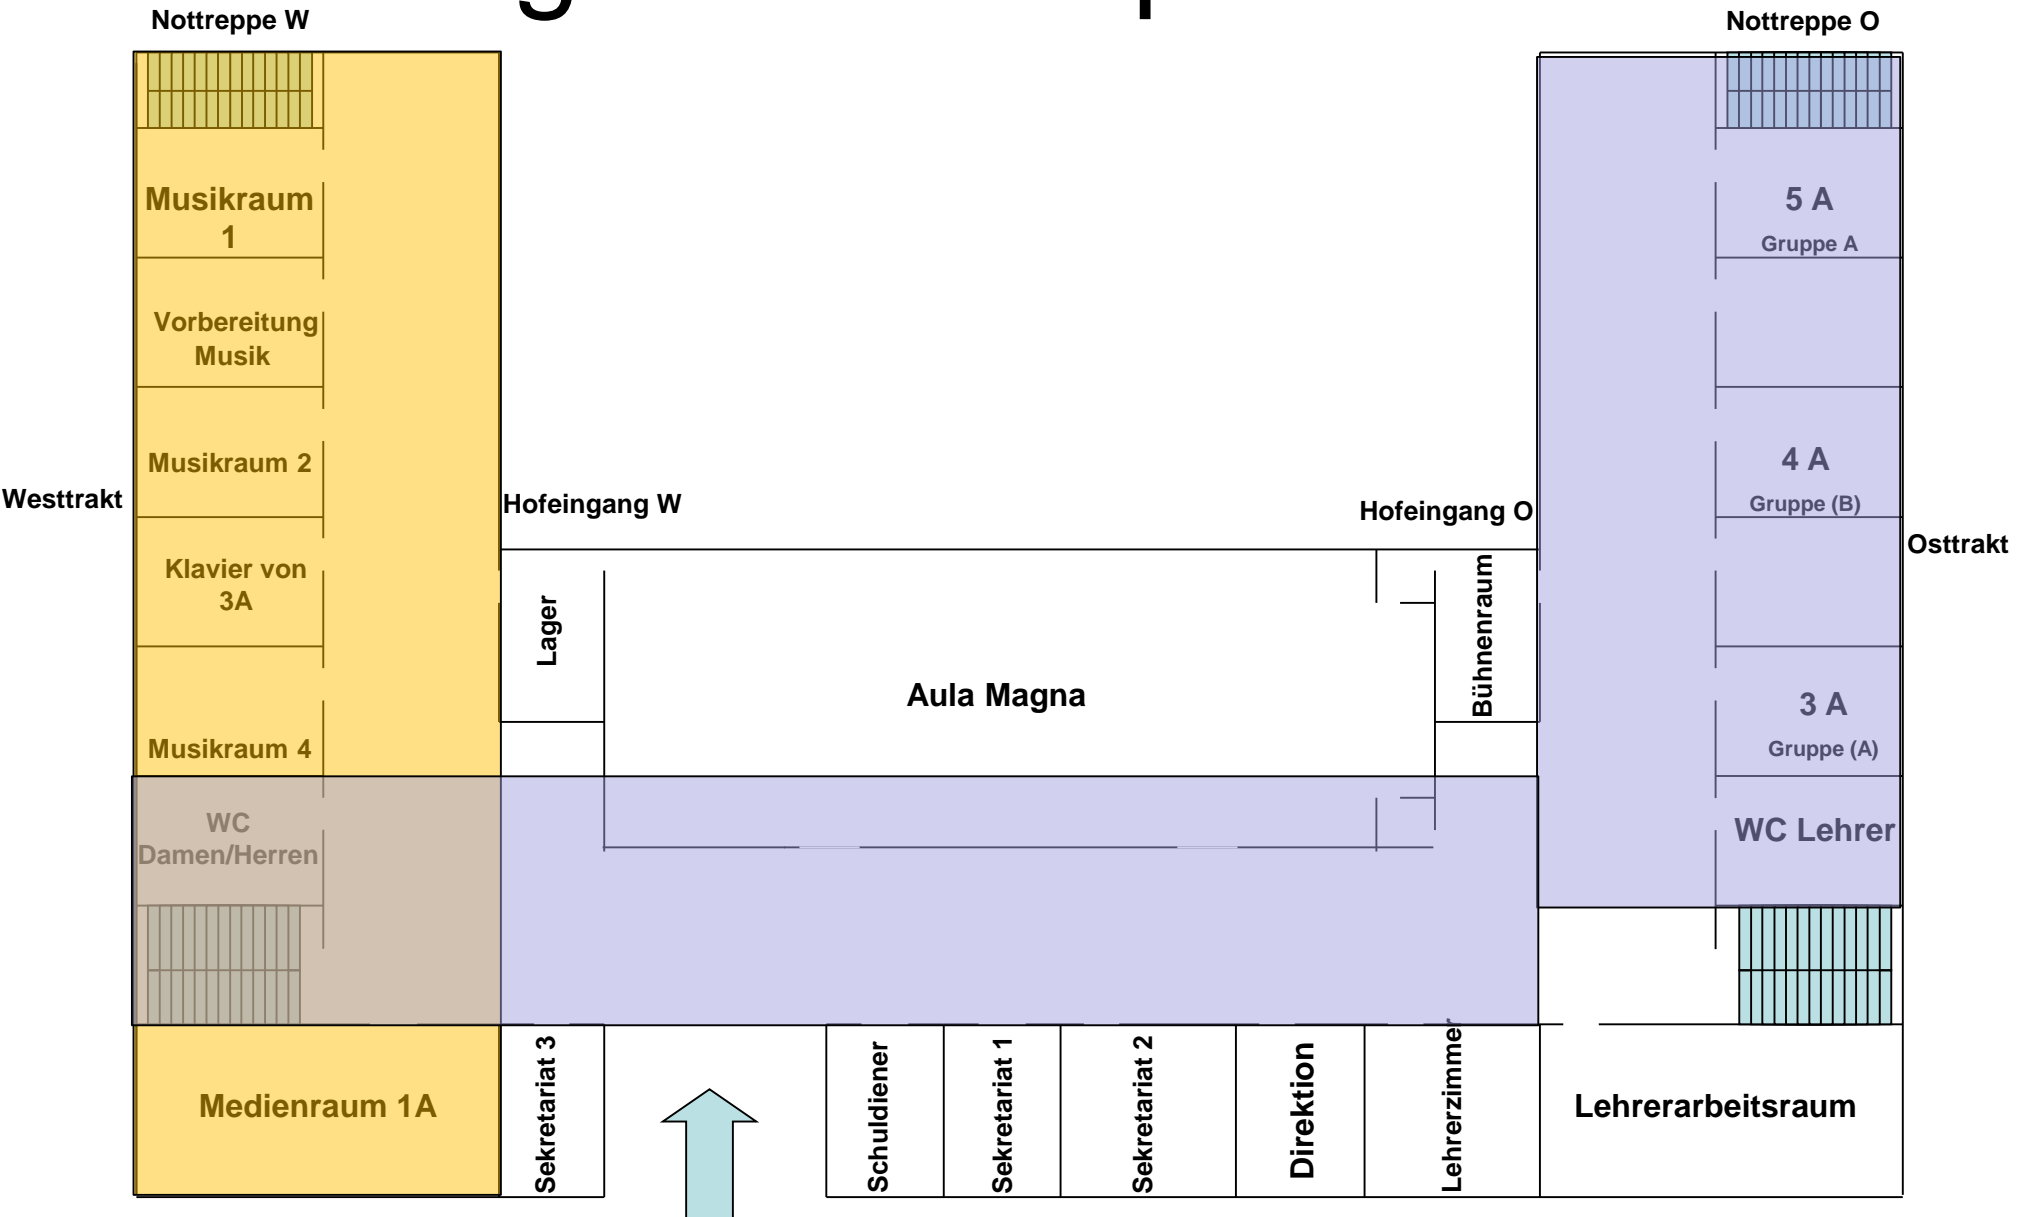 Nottreppe W
Nottreppe O
Musikraum
1
5 A
Gruppe A
Vorbereitung
Musik
Musikraum 2
4 A
Gruppe (B)
Westtrakt
Hofeingang W
Hofeingang O
Osttrakt
Klavier von
3A
Lager
Bühnenraum
Aula Magna
3 A
Gruppe (A)
Musikraum 4
WC
Damen/Herren
WC Lehrer
Medienraum 1A
Sekretariat 3
Schuldiener
Sekretariat 1
Sekretariat 2
Direktion
Lehrerzimmer
Lehrerarbeitsraum